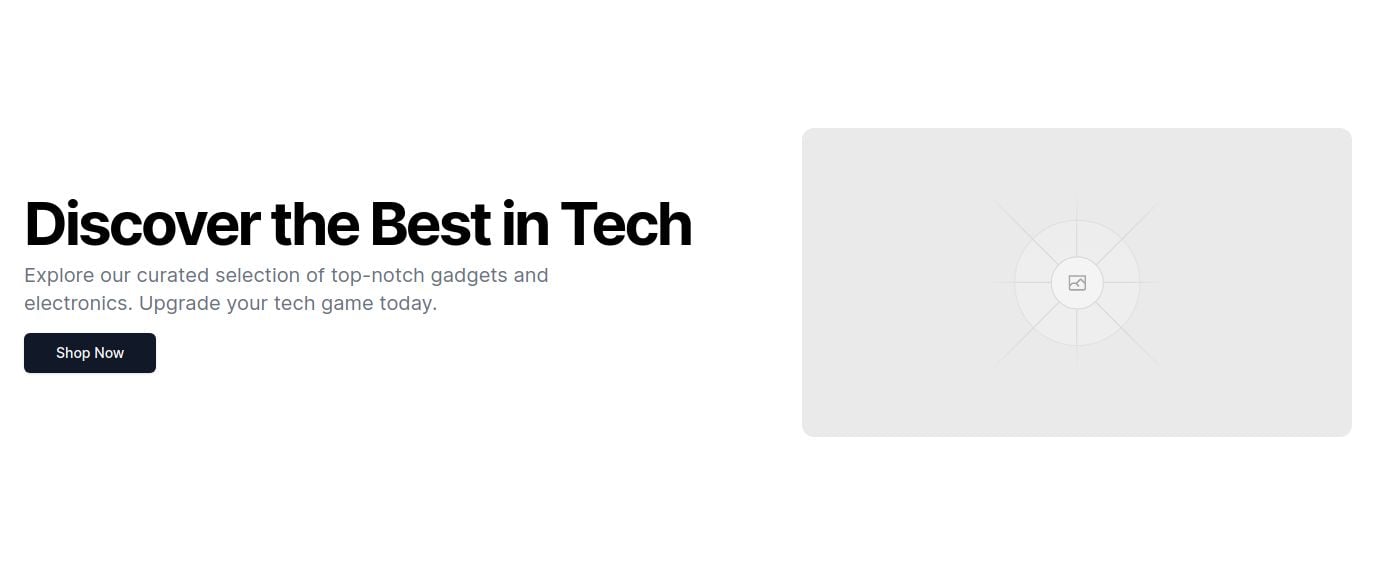 Discover the Best in Tech
Explore our curated selection of top-notch gadgets and
electronics. Upgrade your tech game today.
Shop Now